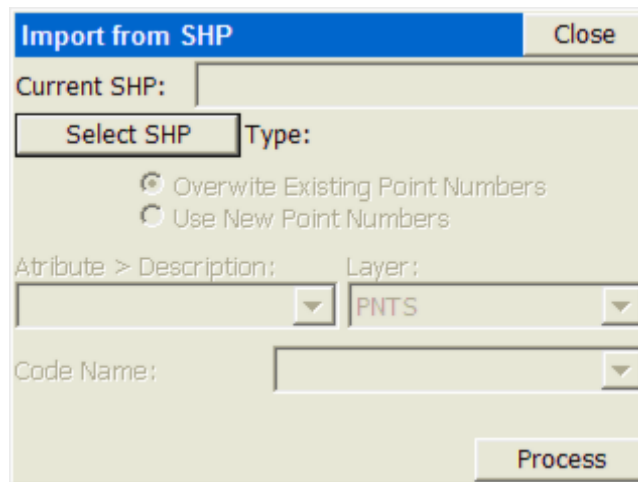 Import from SHP Close
Current SHP:
Select SHP Type:
Overwite Existing Point Numbers
Use New Point Numbers
Atribute > Description: Layer:
PNTS
Code Name:
Process